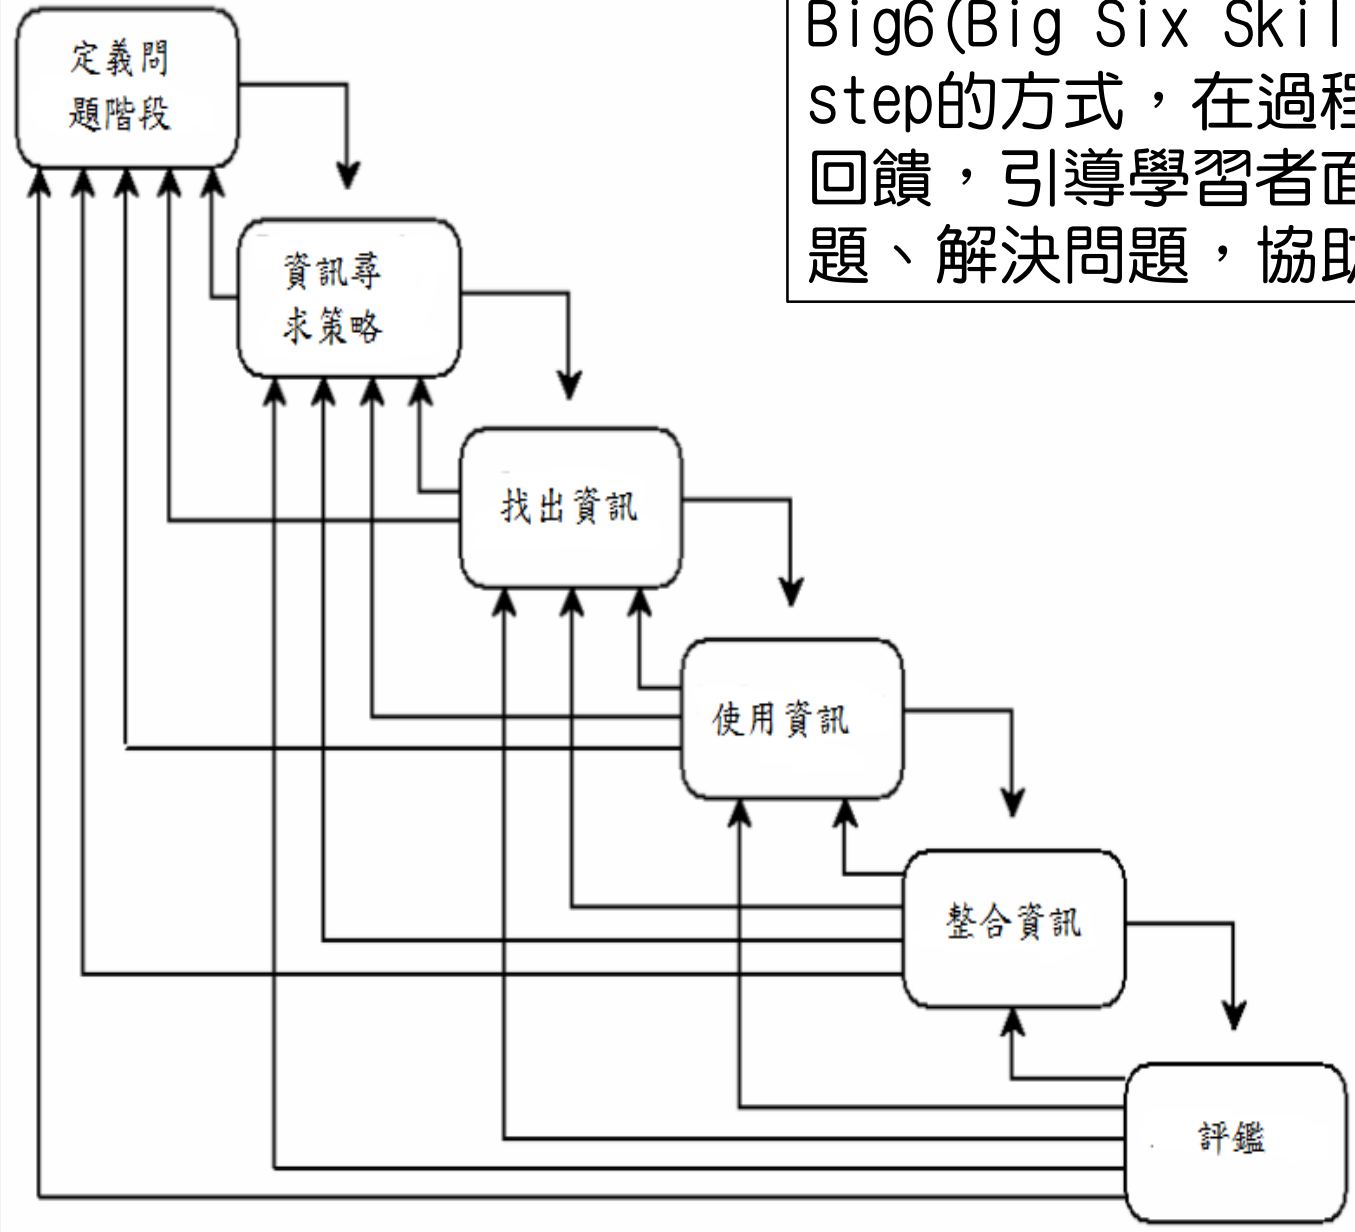 定義問
題階段
Big6(Big Six Skil
step的方式，在過程
回饋，引導學習者面
題、解決問題，協助
資訊尋
求策略
找出資訊
使用資訊
整合資訊
評鑑